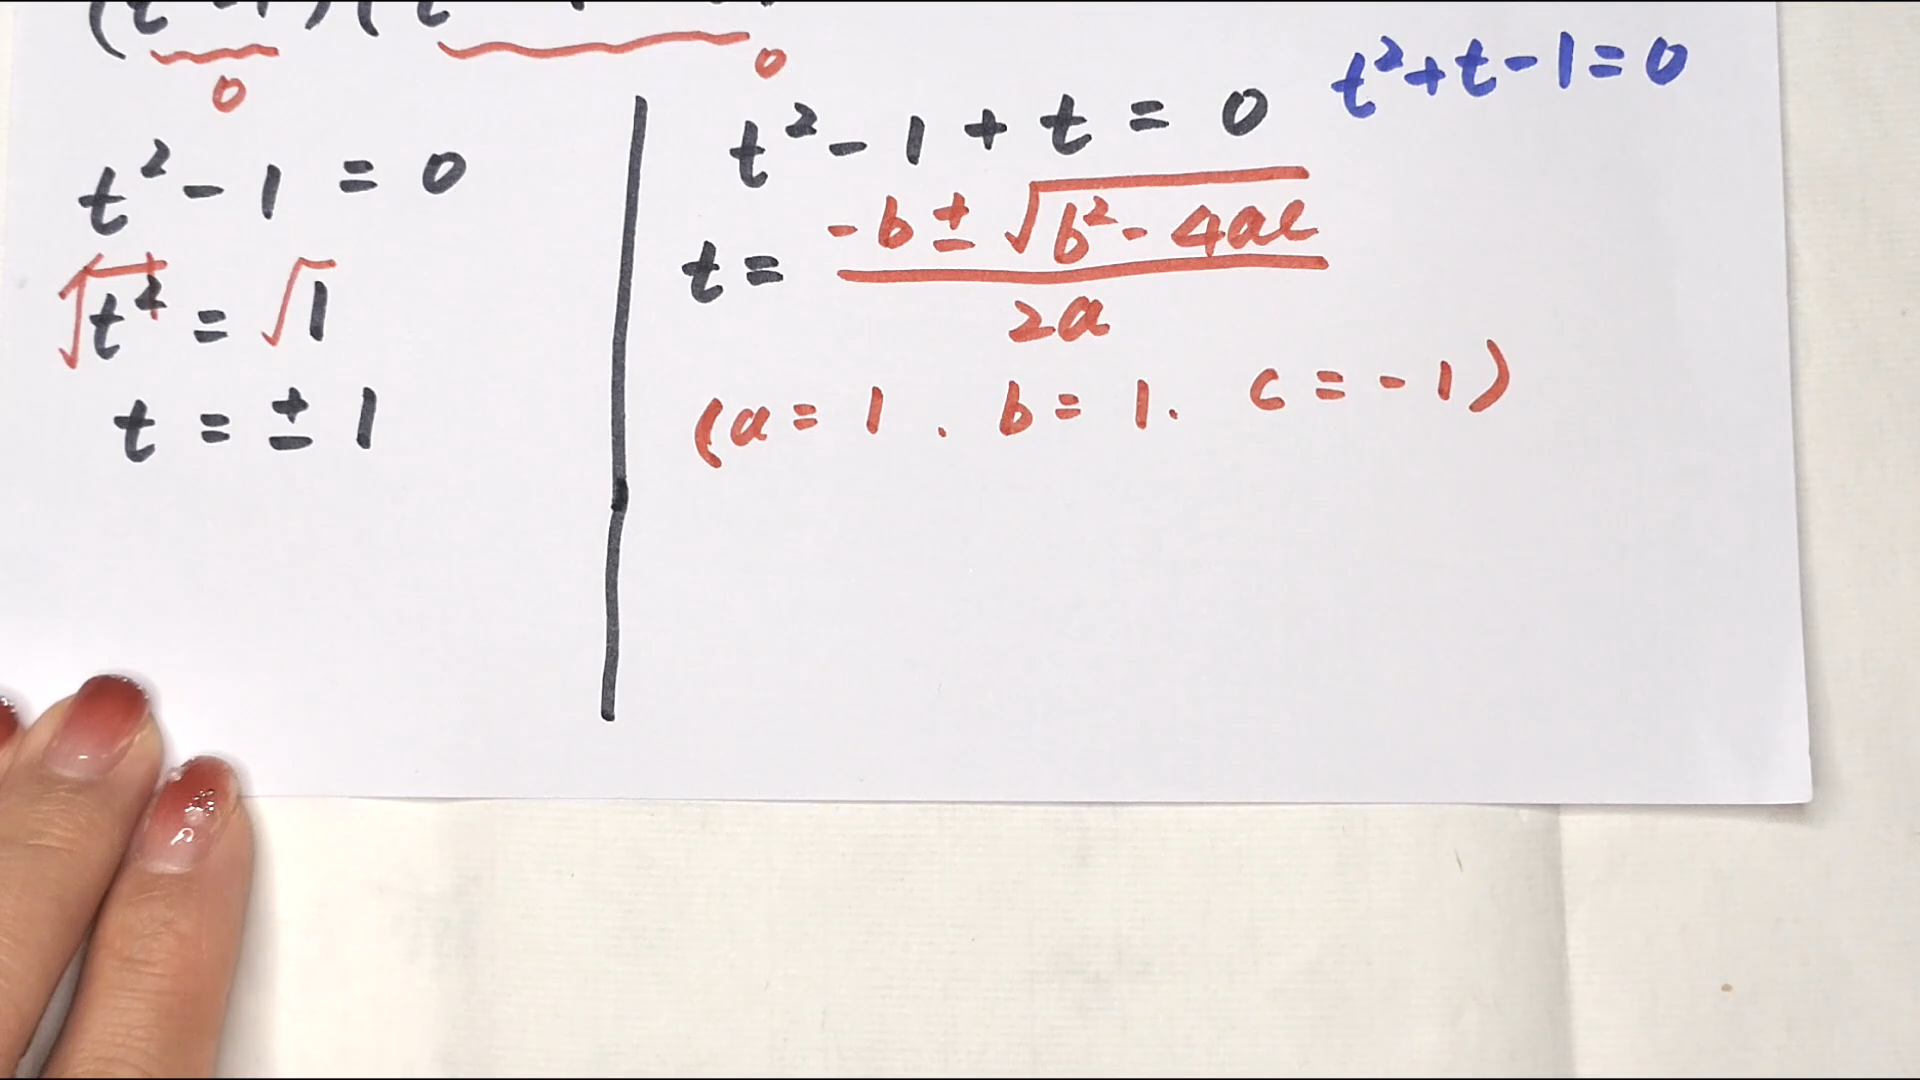 0
0
t² - 1 = 0
√t² = √1
t = ± 1
t² + t - 1 = 0
t² - 1 + t = 0
t = (-b ± √(b² - 4ac)) / 2a
(a = 1 . b = 1 . c = -1)